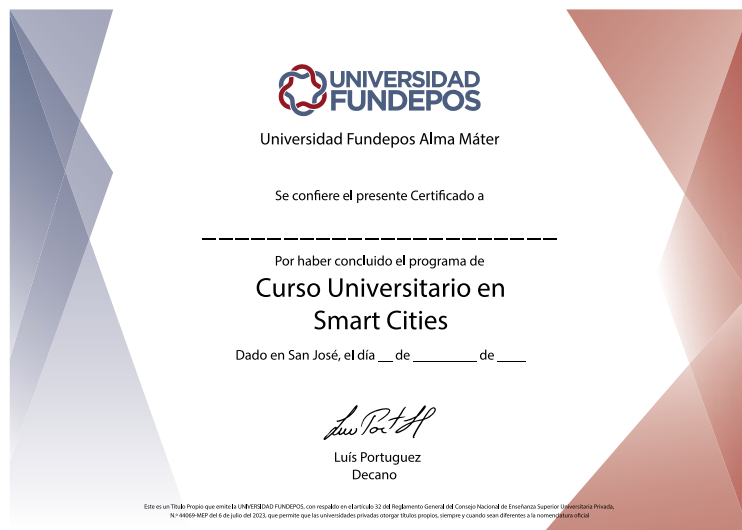 UNIVERSIDAD
FUNDEPOS
Universidad Fundepos Alma Máter
Se confiere el presente Certificado a
Por haber concluido el programa de
Curso Universitario en
Smart Cities
Dado en San José, el día __ de ________ de ____
Luís Portuguez
Decano
Este es un Título Propio que emite la UNIVERSIDAD FUNDEPOS, con respaldo en el artículo 32 del Reglamento General del Consejo Nacional de Enseñanza Superior Universitaria Privada,
N.º 44069-MEP del 6 de julio del 2023, que permite que las universidades privadas otorgar títulos propios, siempre y cuando sean diferentes a la nomenclatura oficial